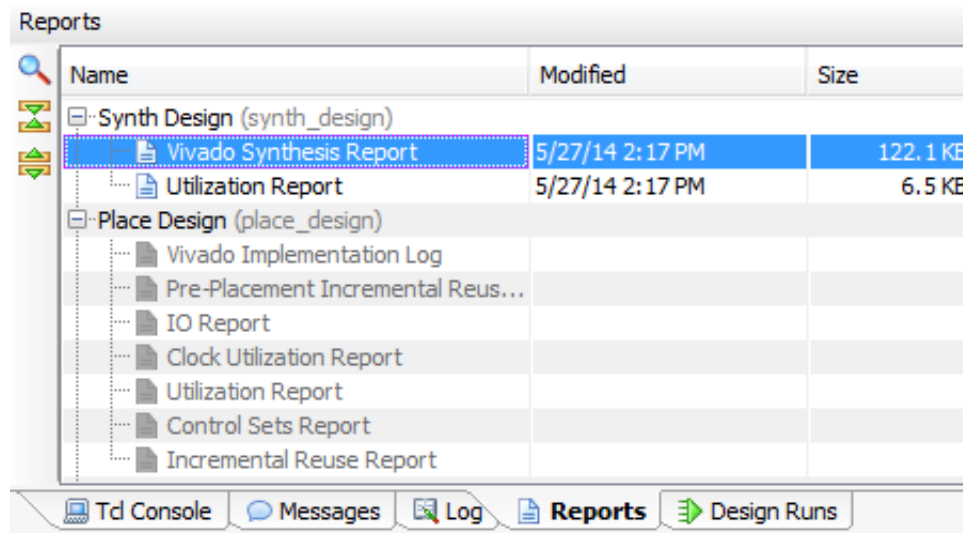 Reports
Name Modified Size
Synth Design (synth_design)
Vivado Synthesis Report 5/27/14 2:17 PM 122.1 KB
Utilization Report 5/27/14 2:17 PM 6.5 KB
Place Design (place_design)
Vivado Implementation Log
Pre-Placement Incremental Reus...
IO Report
Clock Utilization Report
Utilization Report
Control Sets Report
Incremental Reuse Report
Tcl Console Messages Log Reports Design Runs